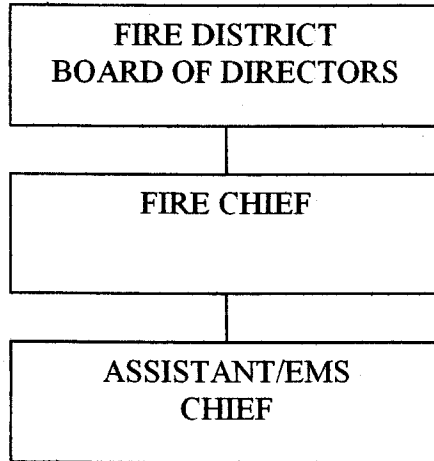 FIRE DISTRICT
BOARD OF DIRECTORS
FIRE CHIEF
ASSISTANT/EMS
CHIEF